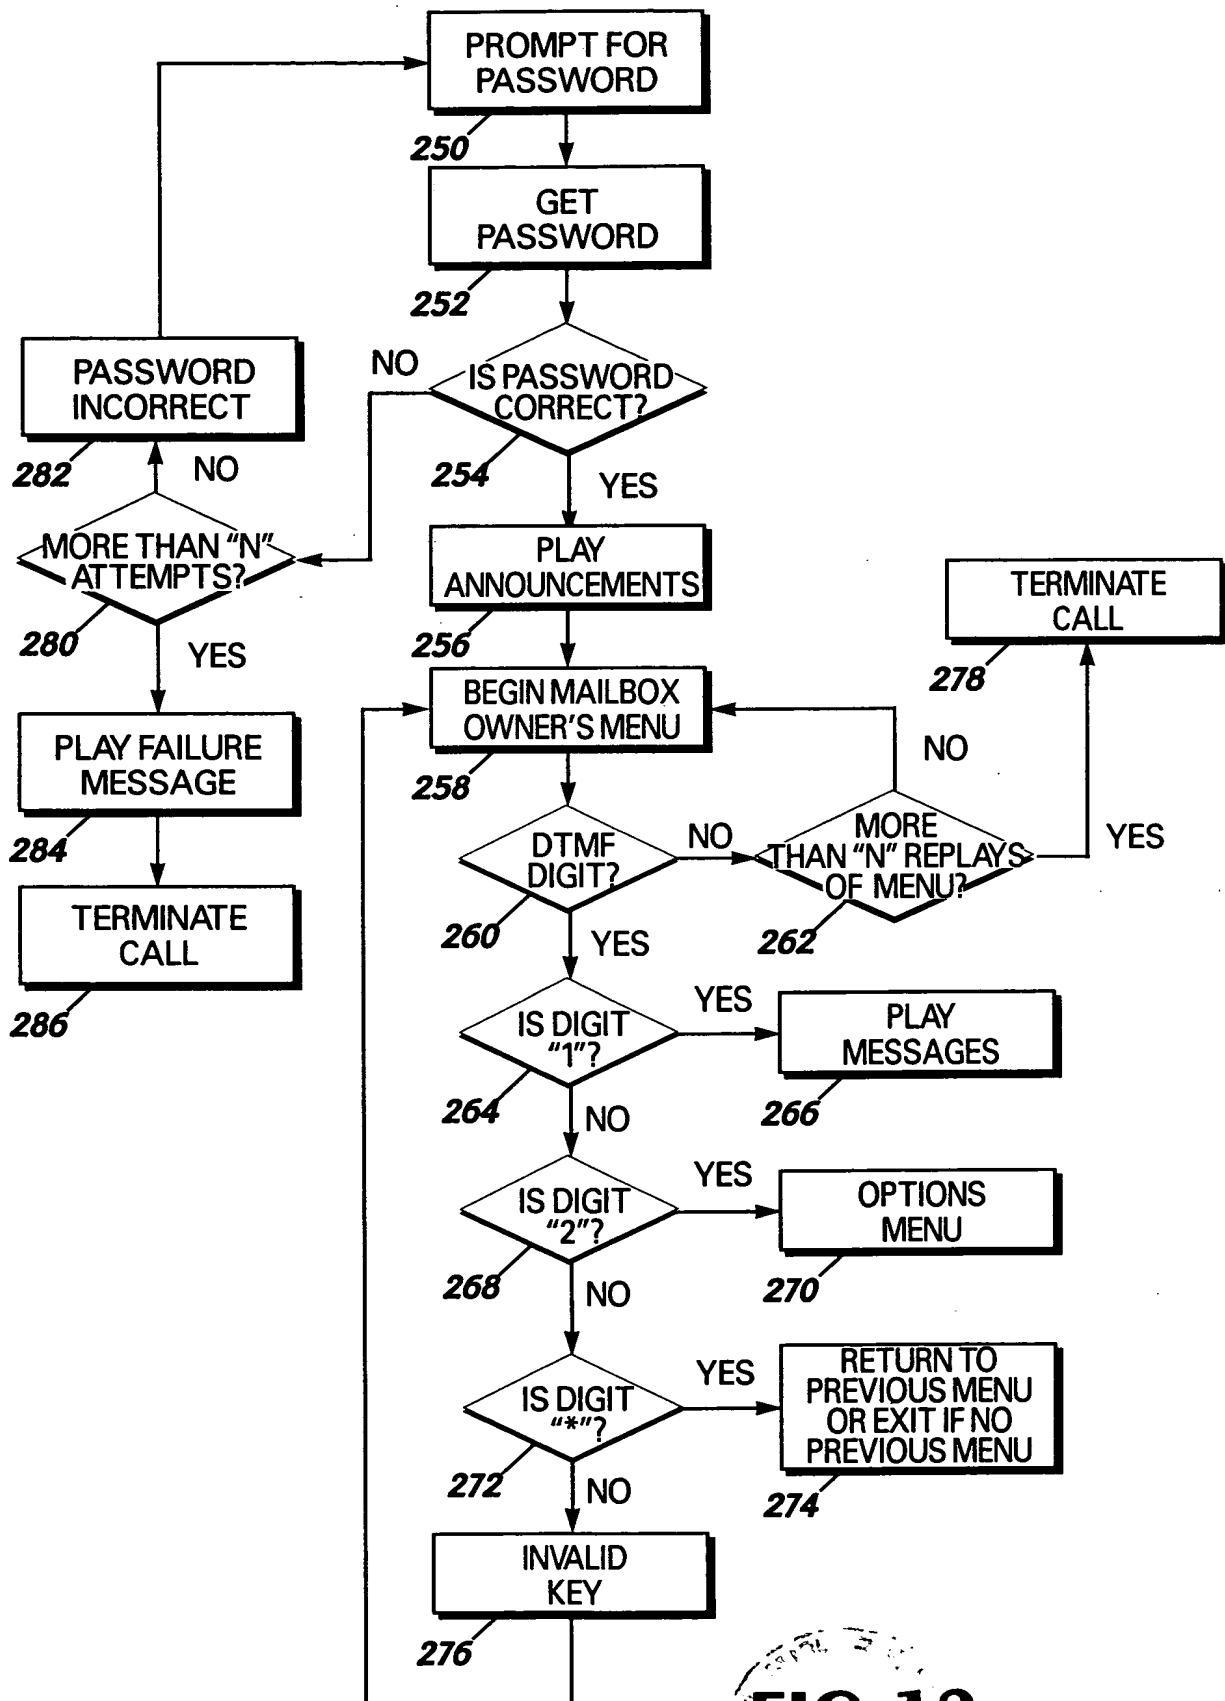 PROMPT FOR
PASSWORD
250
GET
PASSWORD
252
NO
IS PASSWORD
CORRECT?
254
PASSWORD
INCORRECT
282
NO
YES
MORE THAN “N”
ATTEMPTS?
280
PLAY
ANNOUNCEMENTS
256
TERMINATE
CALL
278
YES
BEGIN MAILBOX
OWNER'S MENU
258
PLAY FAILURE
MESSAGE
284
NO
DTMF
DIGIT?
260
NO
MORE
THAN “N” REPLAYS
OF MENU?
262
YES
TERMINATE
CALL
286
YES
IS DIGIT
“1”?
264
YES
PLAY
MESSAGES
266
NO
IS DIGIT
“2”?
268
YES
OPTIONS
MENU
270
NO
IS DIGIT
“*”?
272
YES
RETURN TO
PREVIOUS MENU
OR EXIT IF NO
PREVIOUS MENU
274
NO
INVALID
KEY
276